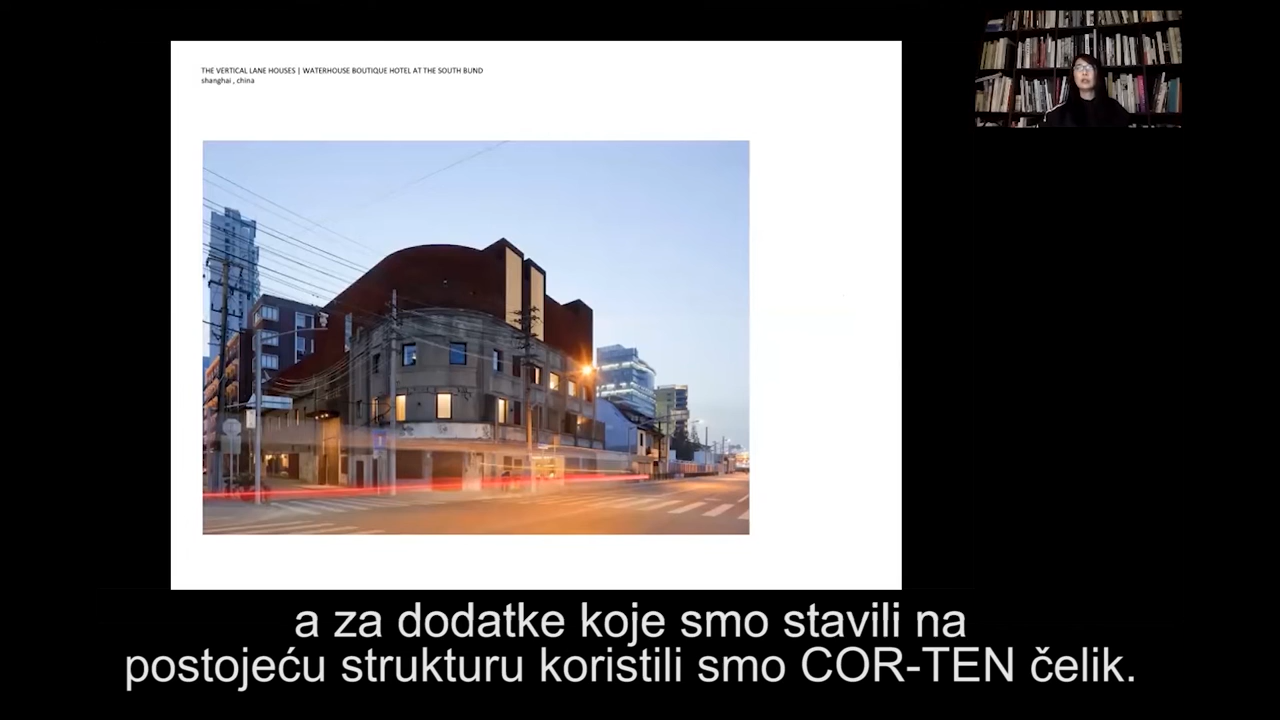 THE VERTICAL LANE HOUSES | WATERHOUSE BOUTIQUE HOTEL AT THE SOUTH BUND
shanghai , china
a za dodatke koje smo stavili na
postojeću strukturu koristili smo COR-TEN čelik.